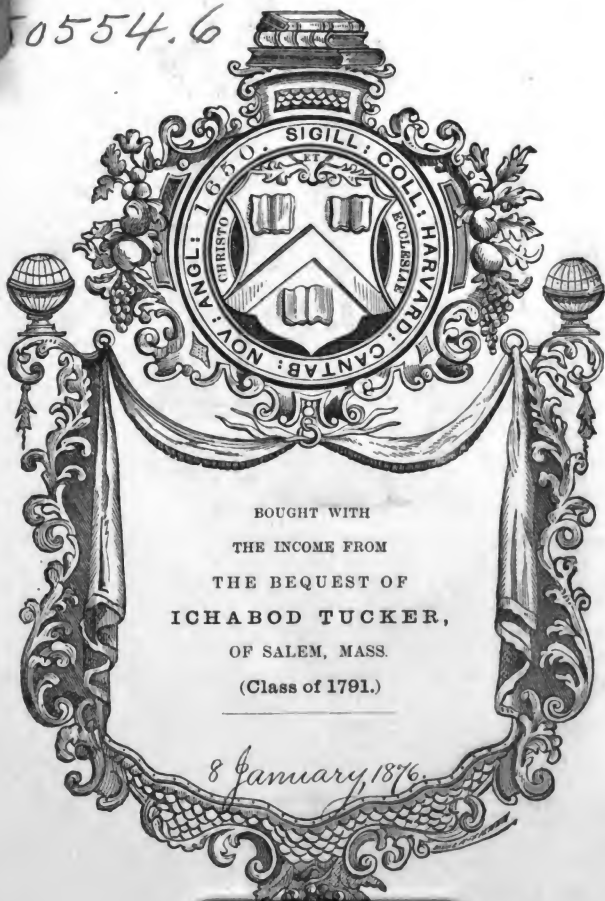 50554.6
SIGILL: COLL: HARVARD: CANTAB: NOV: ANGL: 1650.
ET
CHRISTO
ECCLESIAE
BOUGHT WITH
THE INCOME FROM
THE BEQUEST OF
ICHABOD TUCKER,
OF SALEM, MASS.
(Class of 1791.)
8 January, 1876.